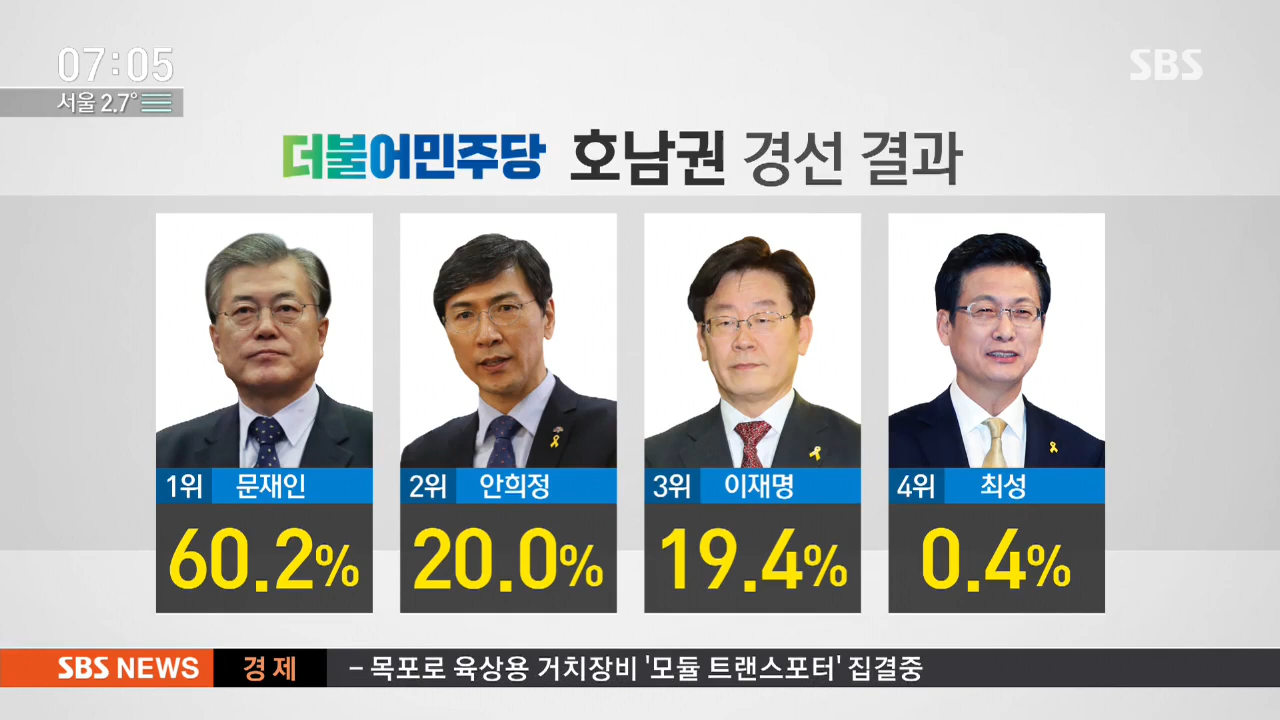 07:05
SBS
서울 2.7°
더불어민주당 호남권 경선 결과
1위 문재인
60.2%
2위 안희정
20.0%
3위 이재명
19.4%
4위 최성
0.4%
SBS NEWS 경제 - 목포로 육상용 거치장비 '모듈 트랜스포터' 집결중